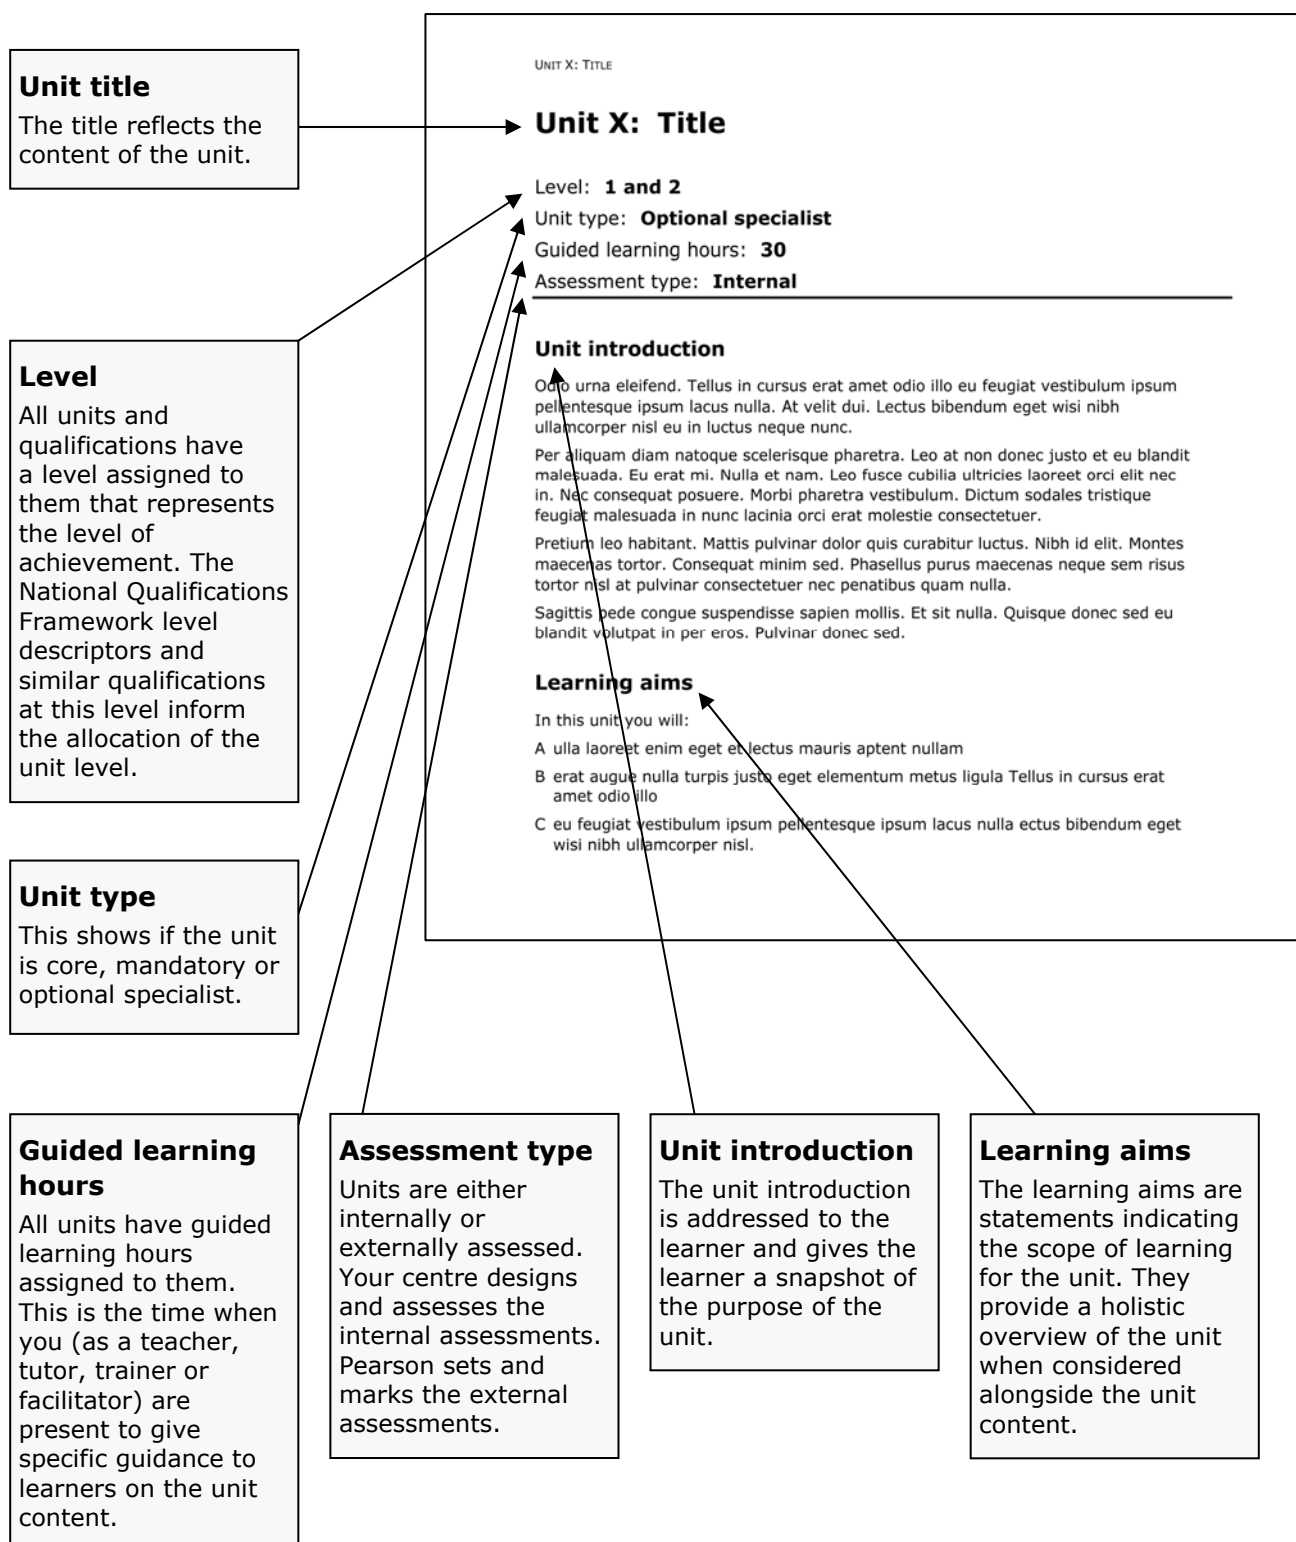 Unit title
The title reflects the
content of the unit.
Level
All units and
qualifications have
a level assigned to
them that represents
the level of
achievement. The
National Qualifications
Framework level
descriptors and
similar qualifications
at this level inform
the allocation of the
unit level.
Unit type
This shows if the unit
is core, mandatory or
optional specialist.
Guided learning
hours
All units have guided
learning hours
assigned to them.
This is the time when
you (as a teacher,
tutor, trainer or
facilitator) are
present to give
specific guidance to
learners on the unit
content.
UNIT X: TITLE
Unit X: Title
Level: 1 and 2
Unit type: Optional specialist
Guided learning hours: 30
Assessment type: Internal
Unit introduction
Odio urna eleifend. Tellus in cursus erat amet odio illo eu feugiat vestibulum ipsum
pellentesque ipsum lacus nulla. At velit dui. Lectus bibendum eget wisi nibh
ullamcorper nisl eu in luctus neque nunc.
Per aliquam diam natoque scelerisque pharetra. Leo at non donec justo et eu blandit
malesuada. Eu erat mi. Nulla et nam. Leo fusce cubilia ultricies laoreet orci elit nec
in. Nec consequat posuere. Morbi pharetra vestibulum. Dictum sodales tristique
feugiat malesuada in nunc lacinia orci erat molestie consectetuer.
Pretium leo habitant. Mattis pulvinar dolor quis curabitur luctus. Nibh id elit. Montes
maecenas tortor. Consequat minim sed. Phasellus purus maecenas neque sem risus
tortor nisl at pulvinar consectetuer nec penatibus quam nulla.
Sagittis pede congue suspendisse sapien mollis. Et sit nulla. Quisque donec sed eu
blandit volutpat in per eros. Pulvinar donec sed.
Learning aims
In this unit you will:
A ulla laoreet enim eget et lectus mauris aptent nullam
B erat augue nulla turpis justo eget elementum metus ligula Tellus in cursus erat
amet odio illo
C eu feugiat vestibulum ipsum pellentesque ipsum lacus nulla ectus bibendum eget
wisi nibh ullamcorper nisl.
Assessment type
Units are either
internally or
externally assessed.
Your centre designs
and assesses the
internal assessments.
Pearson sets and
marks the external
assessments.
Unit introduction
The unit introduction
is addressed to the
learner and gives the
learner a snapshot of
the purpose of the
unit.
Learning aims
The learning aims are
statements indicating
the scope of learning
for the unit. They
provide a holistic
overview of the unit
when considered
alongside the unit
content.